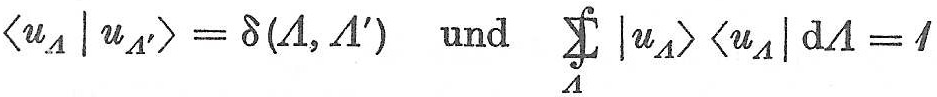 ⟨u_Λ | u_Λ′⟩ = δ(Λ, Λ′) und ⨋_Λ |u_Λ⟩ ⟨u_Λ| dΛ = 1